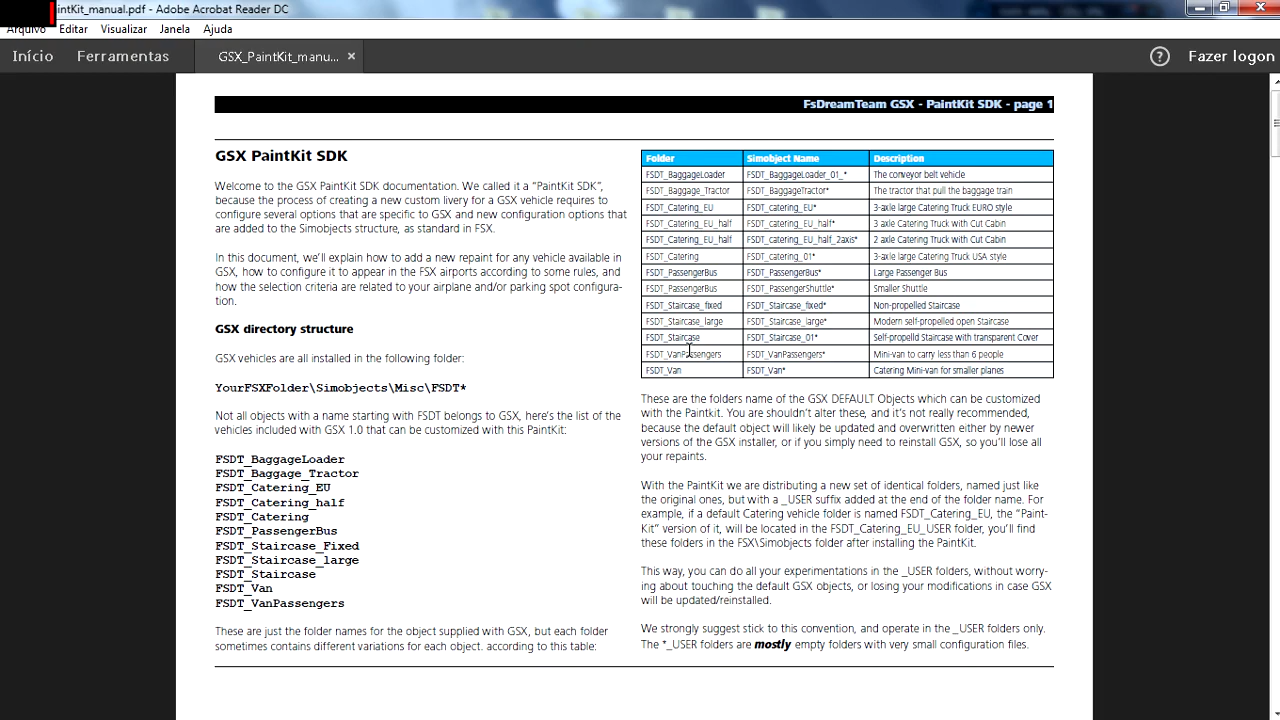 intKit_manual.pdf - Adobe Acrobat Reader DC
Arquivo Editar Visualizar Janela Ajuda
Início Ferramentas GSX_PaintKit_manu... × ? Fazer logon
FsDreamTeam GSX - PaintKit SDK - page 1
GSX PaintKit SDK
Welcome to the GSX PaintKit SDK documentation. We called it a “PaintKit SDK”,
because the process of creating a new custom livery for a GSX vehicle requires to
configure several options that are specific to GSX and new configuration options that
are added to the Simobjects structure, as standard in FSX.
In this document, we’ll explain how to add a new repaint for any vehicle available in
GSX, how to configure it to appear in the FSX airports according to some rules, and
how the selection criteria are related to your airplane and/or parking spot configura-
tion.
GSX directory structure
GSX vehicles are all installed in the following folder:
YourFSXFolder\Simobjects\Misc\FSDT*
Not all objects with a name starting with FSDT belongs to GSX, here’s the list of the
vehicles included with GSX 1.0 that can be customized with this PaintKit:
FSDT_BaggageLoader
FSDT_Baggage_Tractor
FSDT_Catering_EU
FSDT_Catering_half
FSDT_Catering
FSDT_PassengerBus
FSDT_Staircase_Fixed
FSDT_Staircase_large
FSDT_Staircase
FSDT_Van
FSDT_VanPassengers
These are just the folder names for the object supplied with GSX, but each folder
sometimes contains different variations for each object. according to this table:
Folder Simobject Name Description
FSDT_BaggageLoader FSDT_BaggageLoader_01_* The conveyor belt vehicle
FSDT_Baggage_Tractor FSDT_BaggageTractor* The tractor that pull the baggage train
FSDT_Catering_EU FSDT_catering_EU* 3-axle large Catering Truck EURO style
FSDT_Catering_EU_half FSDT_catering_EU_half* 3 axle Catering Truck with Cut Cabin
FSDT_Catering_EU_half FSDT_catering_EU_half_2axis* 2 axle Catering Truck with Cut Cabin
FSDT_Catering FSDT_catering_01* 3-axle large Catering Truck USA style
FSDT_PassengerBus FSDT_PassengerBus* Large Passenger Bus
FSDT_PassengerBus FSDT_PassengerShuttle* Smaller Shuttle
FSDT_Staircase_fixed FSDT_Staircase_fixed* Non-propelled Staircase
FSDT_Staircase_large FSDT_Staircase_large* Modern self-propelled open Staircase
FSDT_Staircase FSDT_Staircase_01* Self-propelld Staircase with transparent Cover
FSDT_VanPassengers FSDT_VanPassengers* Mini-van to carry less than 6 people
FSDT_Van FSDT_Van* Catering Mini-van for smaller planes
These are the folders name of the GSX DEFAULT Objects which can be customized
with the Paintkit. You are shouldn’t alter these, and it’s not really recommended,
because the default object will likely be updated and overwritten either by newer
versions of the GSX installer, or if you simply need to reinstall GSX, so you’ll lose all
your repaints.
With the PaintKit we are distributing a new set of identical folders, named just like
the original ones, but with a _USER suffix added at the end of the folder name. For
example, if a default Catering vehicle folder is named FSDT_Catering_EU, the “Paint-
Kit” version of it, will be located in the FSDT_Catering_EU_USER folder, you’ll find
these folders in the FSX\Simobjects folder after installing the PaintKit.
This way, you can do all your experimentations in the _USER folders, without worry-
ing about touching the default GSX objects, or losing your modifications in case GSX
will be updated/reinstalled.
We strongly suggest stick to this convention, and operate in the _USER folders only.
The *_USER folders are mostly empty folders with very small configuration files.